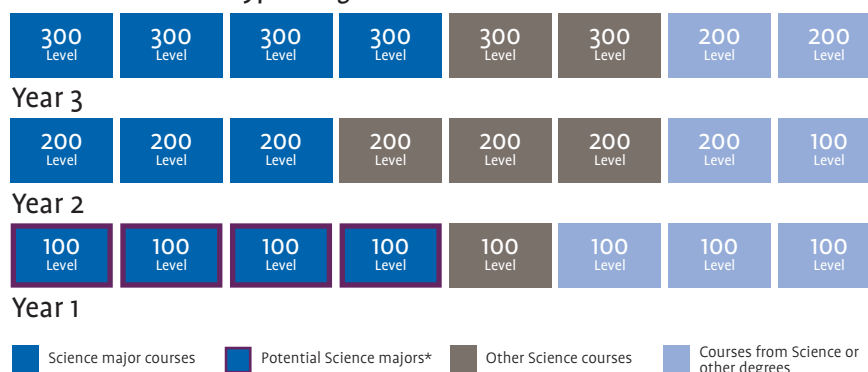 300 300 300 300 300 300 200 200
Level Level Level Level Level Level Level Level
Year 3
200 200 200 200 200 200 200 100
Level Level Level Level Level Level Level Level
Year 2
100 100 100 100 100 100 100 100
Level Level Level Level Level Level Level Level
Year 1
Science major courses
Potential Science majors*
Other Science courses
Courses from Science or
other degrees